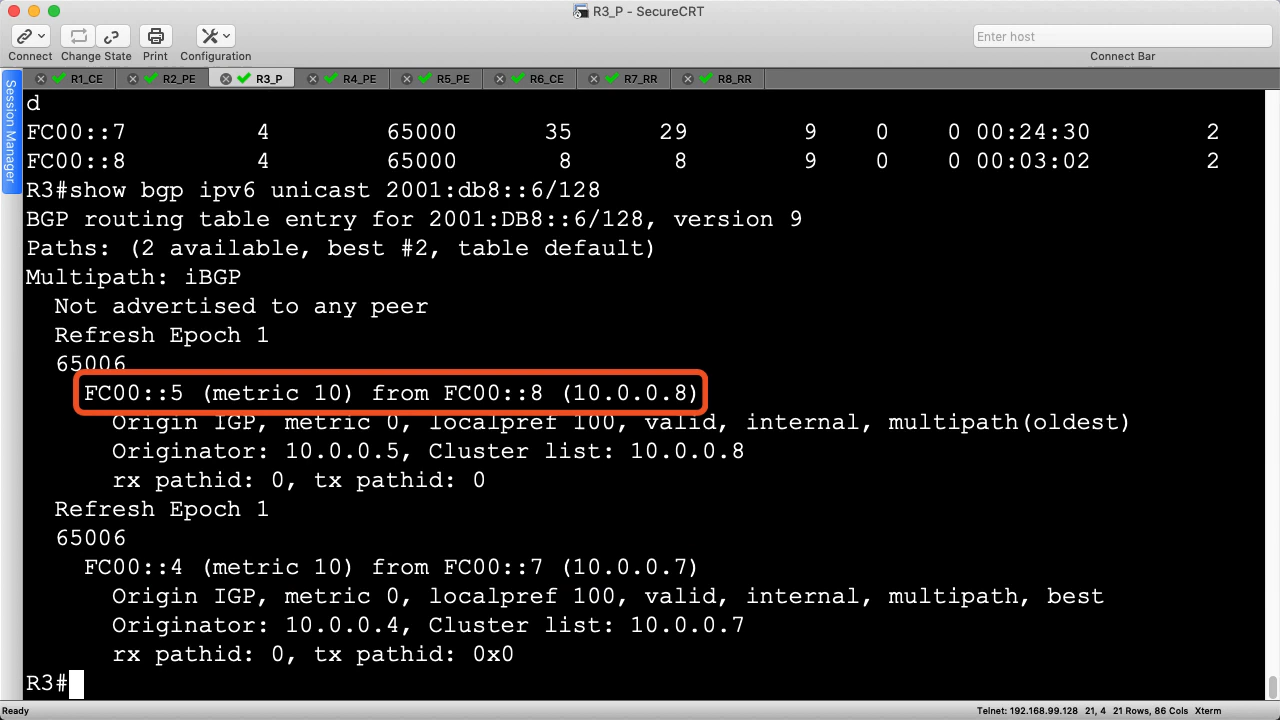 R3_P - SecureCRT
Enter host
Connect Change State Print Configuration Connect Bar
R1_CE R2_PE R3_P R4_PE R5_PE R6_CE R7_RR R8_RR
Session Manager
d
FC00::7 4 65000 35 29 9 0 0 00:24:30 2
FC00::8 4 65000 8 8 9 0 0 00:03:02 2
R3#show bgp ipv6 unicast 2001:db8::6/128
BGP routing table entry for 2001:DB8::6/128, version 9
Paths: (2 available, best #2, table default)
Multipath: iBGP
Not advertised to any peer
Refresh Epoch 1
65006
FC00::5 (metric 10) from FC00::8 (10.0.0.8)
Origin IGP, metric 0, localpref 100, valid, internal, multipath(oldest)
Originator: 10.0.0.5, Cluster list: 10.0.0.8
rx pathid: 0, tx pathid: 0
Refresh Epoch 1
65006
FC00::4 (metric 10) from FC00::7 (10.0.0.7)
Origin IGP, metric 0, localpref 100, valid, internal, multipath, best
Originator: 10.0.0.4, Cluster list: 10.0.0.7
rx pathid: 0, tx pathid: 0x0
R3#
Ready Telnet: 192.168.99.128 21, 4 21 Rows, 86 Cols Xterm